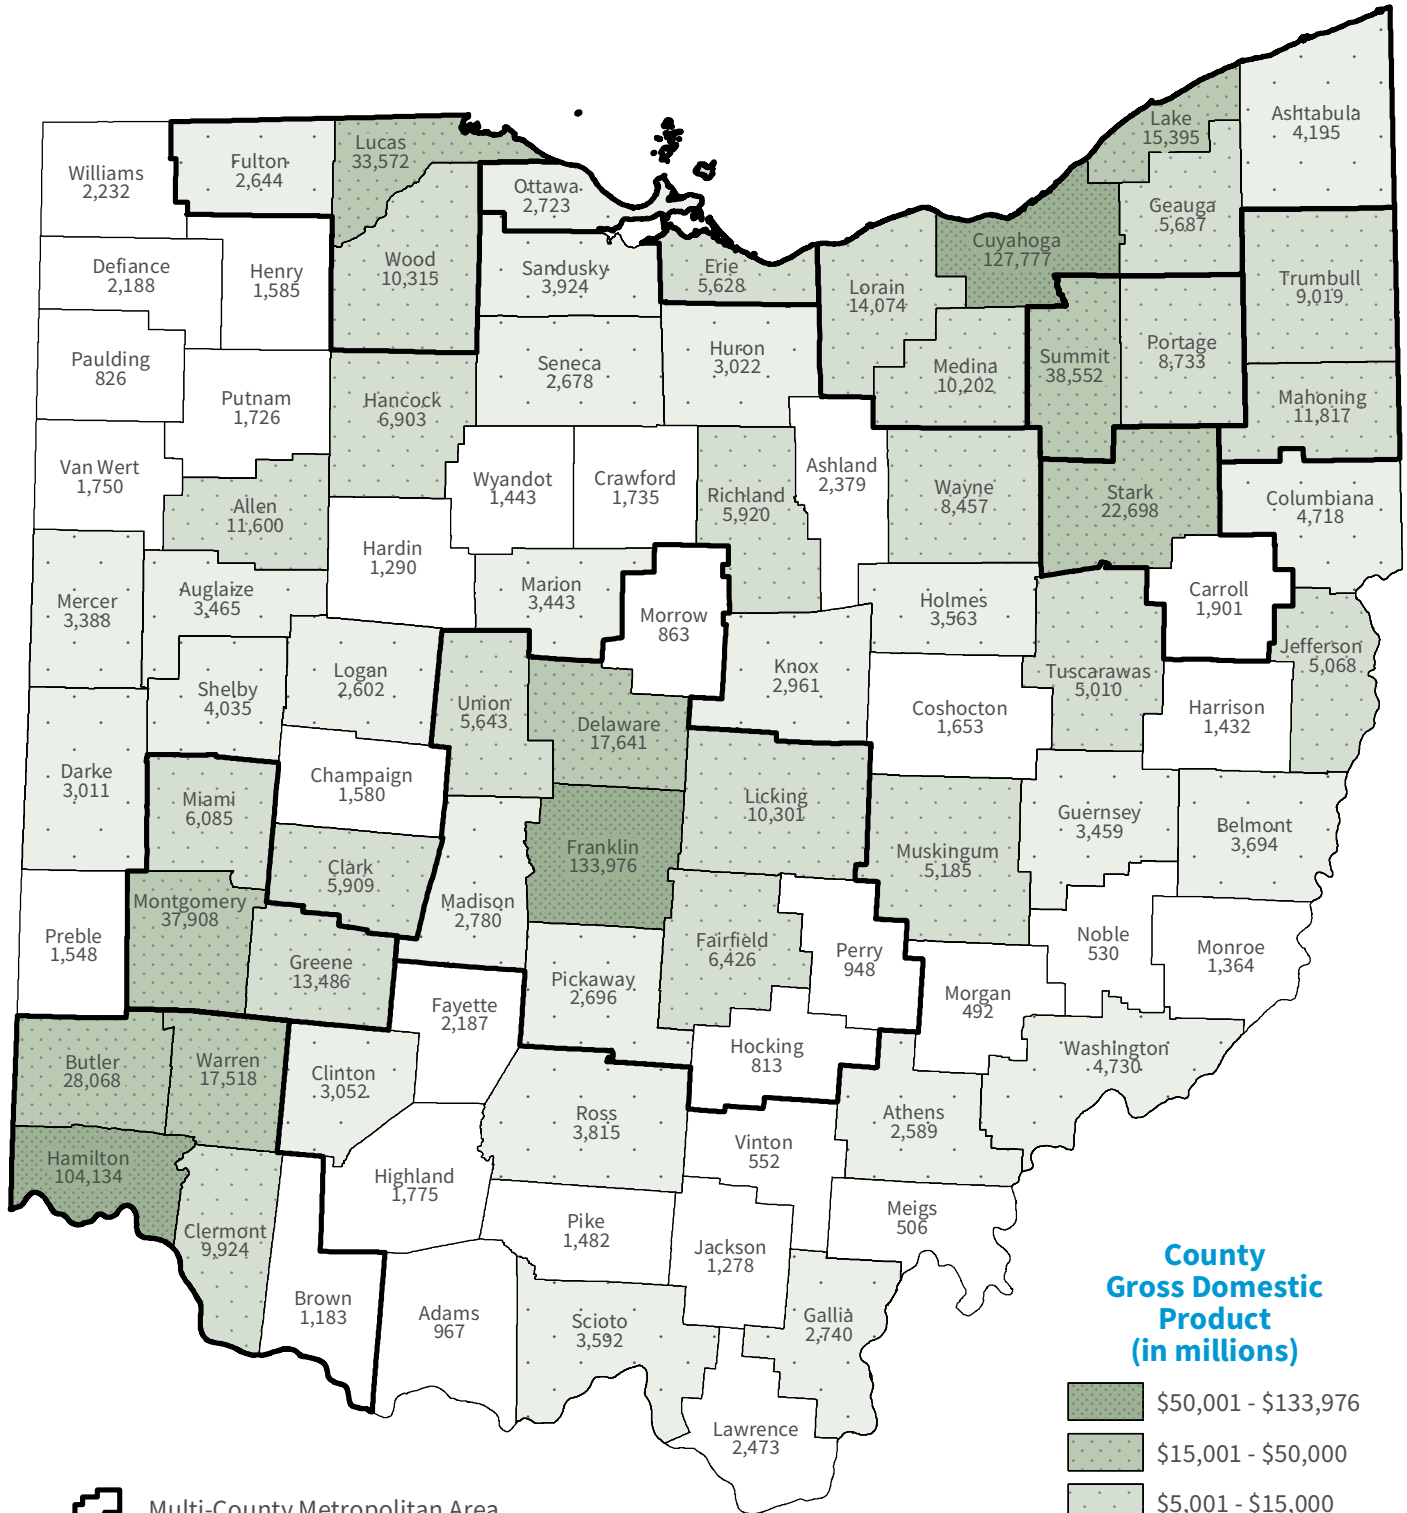 Ashtabula
4,195
Lake
15,395
Lucas
33,572
Fulton
2,644
Williams
2,232
Ottawa
2,723
Geauga
5,687
Cuyahoga
127,777
Wood
10,315
Sandusky
3,924
Erie
5,628
Lorain
14,074
Trumbull
9,019
Defiance
2,188
Henry
1,585
Paulding
826
Seneca
2,678
Huron
3,022
Medina
10,202
Summit
38,552
Portage
8,733
Putnam
1,726
Hancock
6,903
Mahoning
11,817
Van Wert
1,750
Wyandot
1,443
Crawford
1,735
Richland
5,920
Ashland
2,379
Wayne
8,457
Stark
22,698
Columbiana
4,718
Allen
11,600
Hardin
1,290
Marion
3,443
Morrow
863
Holmes
3,563
Carroll
1,901
Mercer
3,388
Auglaize
3,465
Jefferson
5,068
Logan
2,602
Knox
2,961
Tuscarawas
5,010
Shelby
4,035
Union
5,643
Delaware
17,641
Coshocton
1,653
Harrison
1,432
Darke
3,011
Champaign
1,580
Miami
6,085
Licking
10,301
Guernsey
3,459
Belmont
3,694
Franklin
133,976
Muskingum
5,185
Clark
5,909
Madison
2,780
Montgomery
37,908
Preble
1,548
Greene
13,486
Fairfield
6,426
Perry
948
Noble
530
Monroe
1,364
Pickaway
2,696
Fayette
2,187
Morgan
492
Hocking
813
Washington
4,730
Butler
28,068
Warren
17,518
Clinton
3,052
Ross
3,815
Athens
2,589
Hamilton
104,134
Vinton
552
Highland
1,775
Meigs
506
Clermont
9,924
Pike
1,482
Jackson
1,278
Brown
1,183
Adams
967
Scioto
3,592
Gallia
2,740
Lawrence
2,473
County
Gross Domestic
Product
(in millions)
$50,001 - $133,976
$15,001 - $50,000
$5,001 - $15,000
Multi-County Metropolitan Area